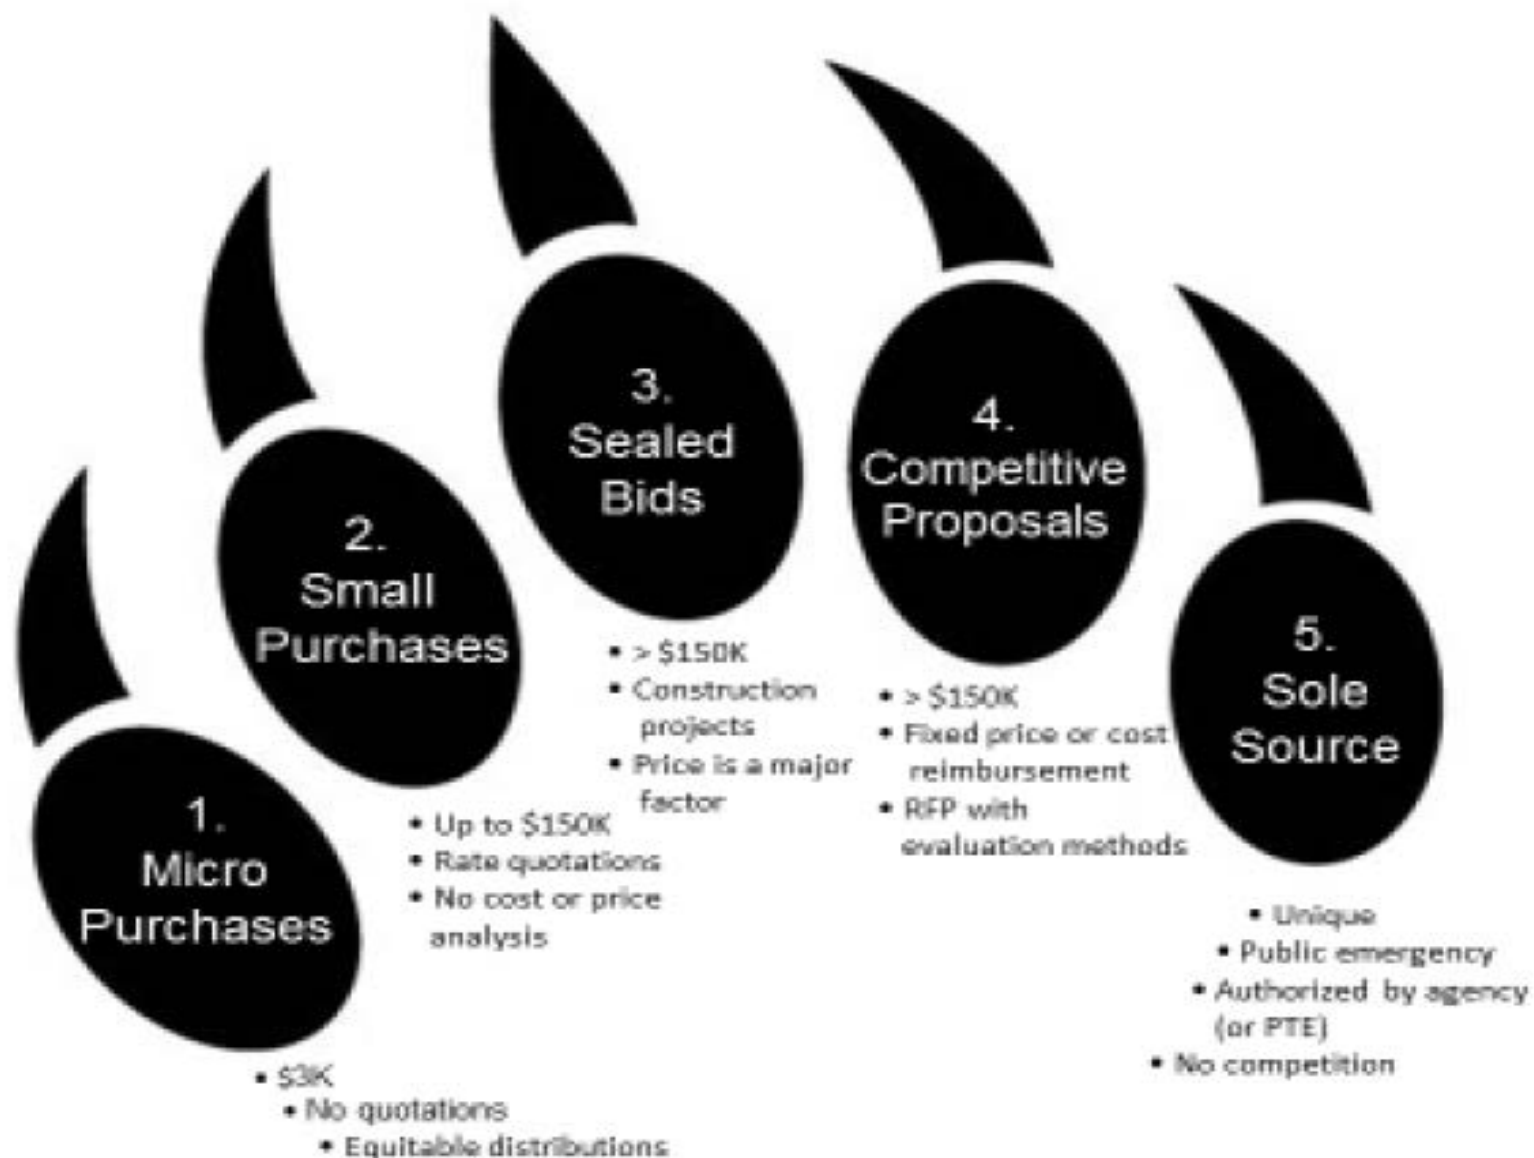 1.
Micro
Purchases
• $3K
• No quotations
• Equitable distributions
2.
Small
Purchases
• Up to $150K
• Rate quotations
• No cost or price
analysis
3.
Sealed
Bids
• > $150K
• Construction
projects
• Price is a major
factor
4.
Competitive
Proposals
• > $150K
• Fixed price or cost
reimbursement
• RFP with
evaluation methods
5.
Sole
Source
• Unique
• Public emergency
• Authorized by agency
(or PTE)
• No competition